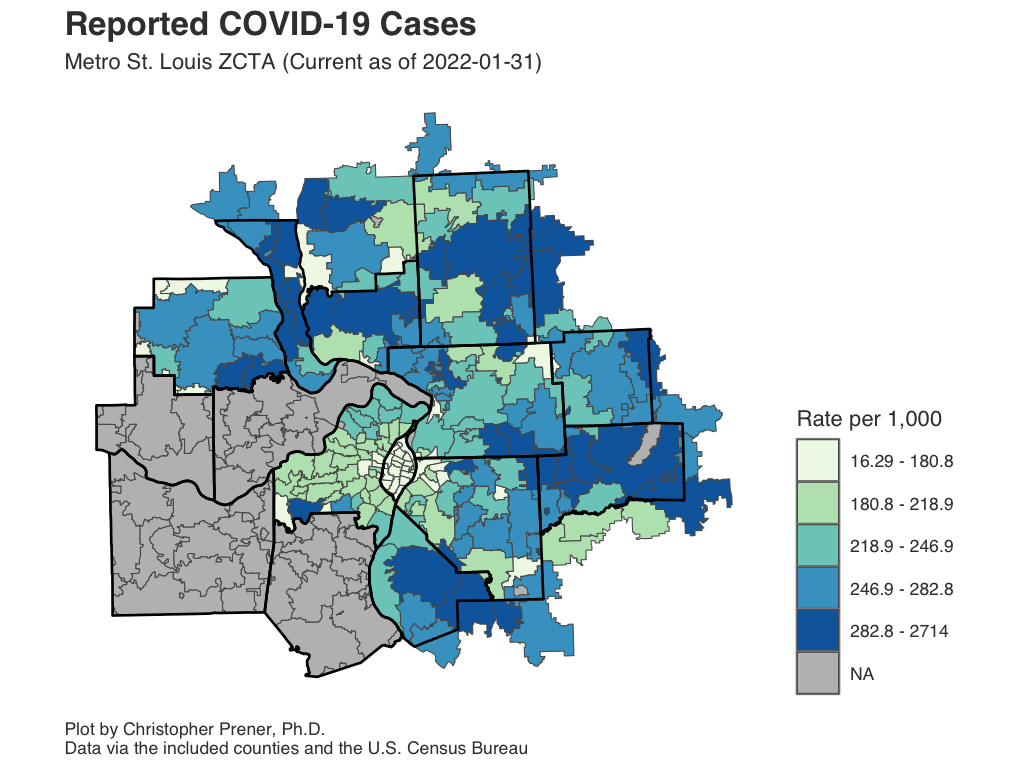 Reported COVID-19 Cases
Metro St. Louis ZCTA (Current as of 2022-01-31)
Rate per 1,000
16.29 - 180.8
180.8 - 218.9
218.9 - 246.9
246.9 - 282.8
282.8 - 2714
NA
Plot by Christopher Prener, Ph.D.
Data via the included counties and the U.S. Census Bureau